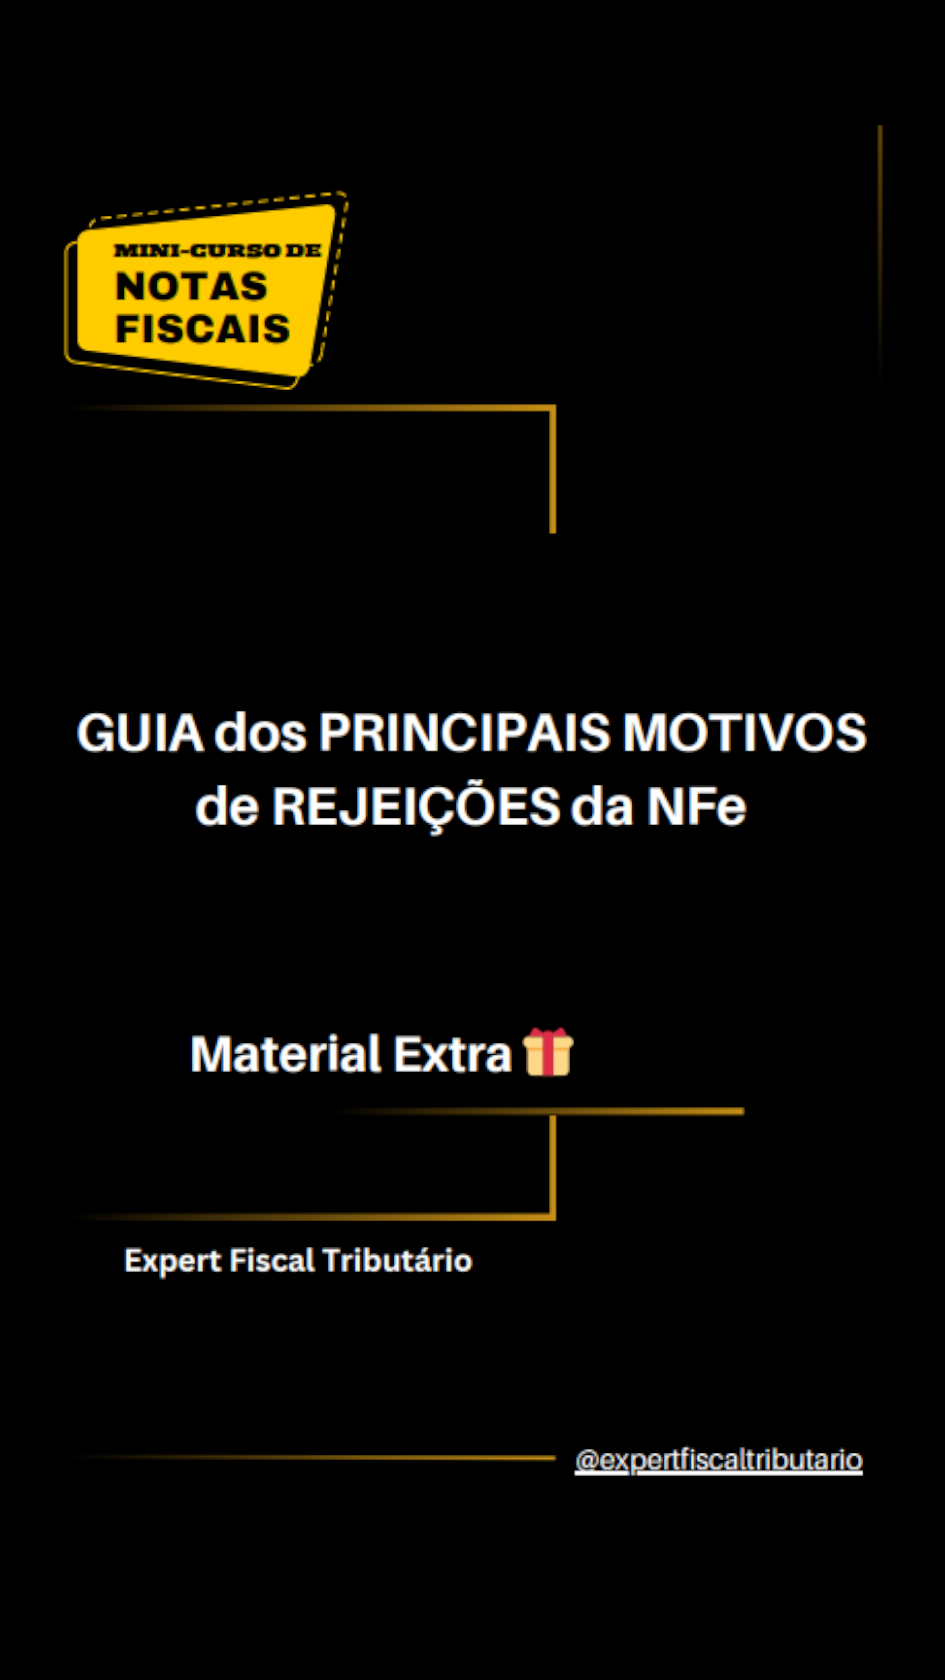 MINI-CURSO DE
NOTAS
FISCAIS
GUIA dos PRINCIPAIS MOTIVOS
de REJEIÇÕES da NFe
Material Extra
Expert Fiscal Tributário
@expertfiscaltributario